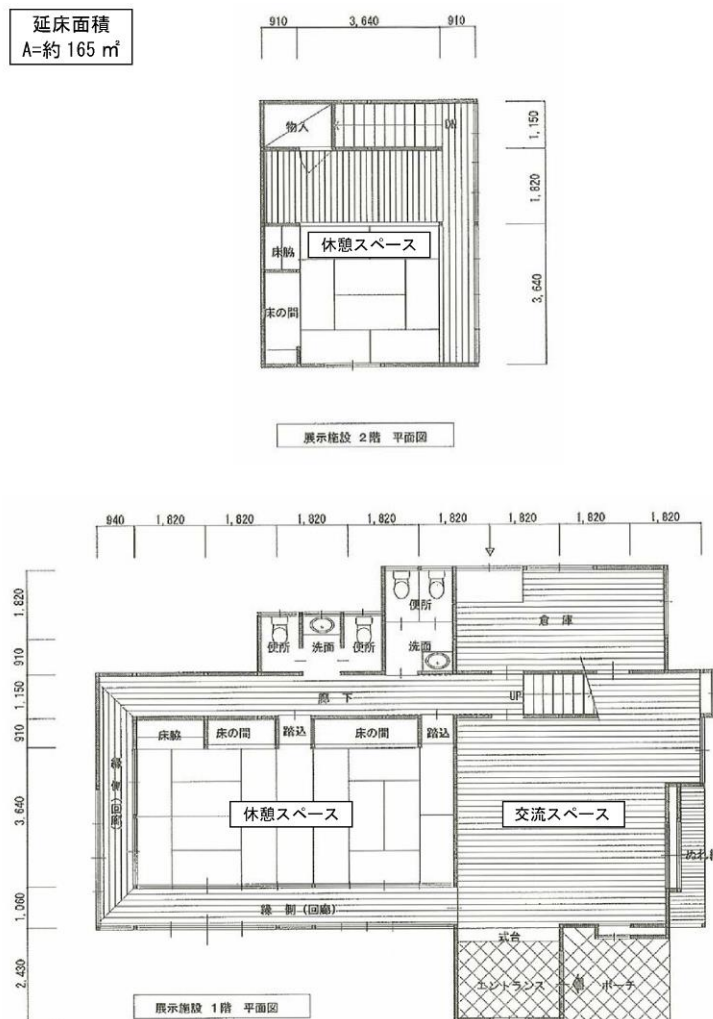 延床面積
A=約 165 ㎡
910 3,640 910
物入 DN
1,150
1,820
休憩スペース
床脇
床の間
3,640
展示施設 2階 平面図
940 1,820 1,820 1,820 1,820 1,820 1,820 1,820 1,820
1,820
便所
倉庫
便所 洗面 便所 洗面
910
1,150
廊下 UP
910
床脇 床の間 踏込 床の間 踏込
3,640
(回廊)
休憩スペース 交流スペース
ぬれ縁
1,060
縁側(回廊)
式台
2,430
エントランス ポーチ
展示施設 1階 平面図